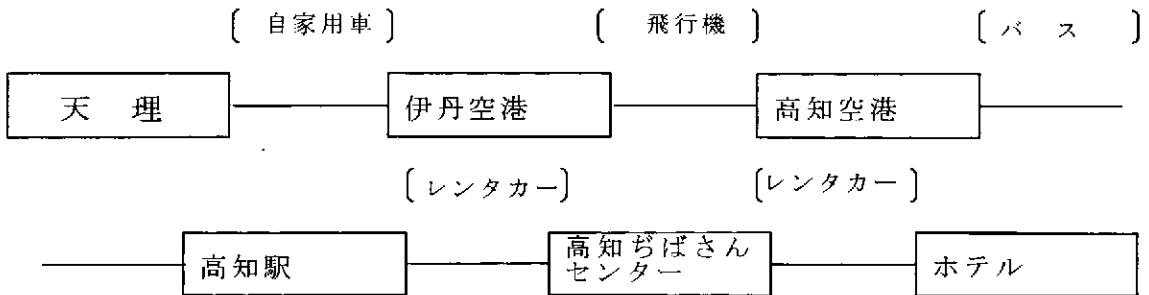 〔 自家用車 〕 〔 飛行機 〕 〔 バ ス 〕
天 理 伊丹空港 高知空港
〔レンタカー〕 〔レンタカー〕
高知駅 高知ぢばさん
センター ホテル